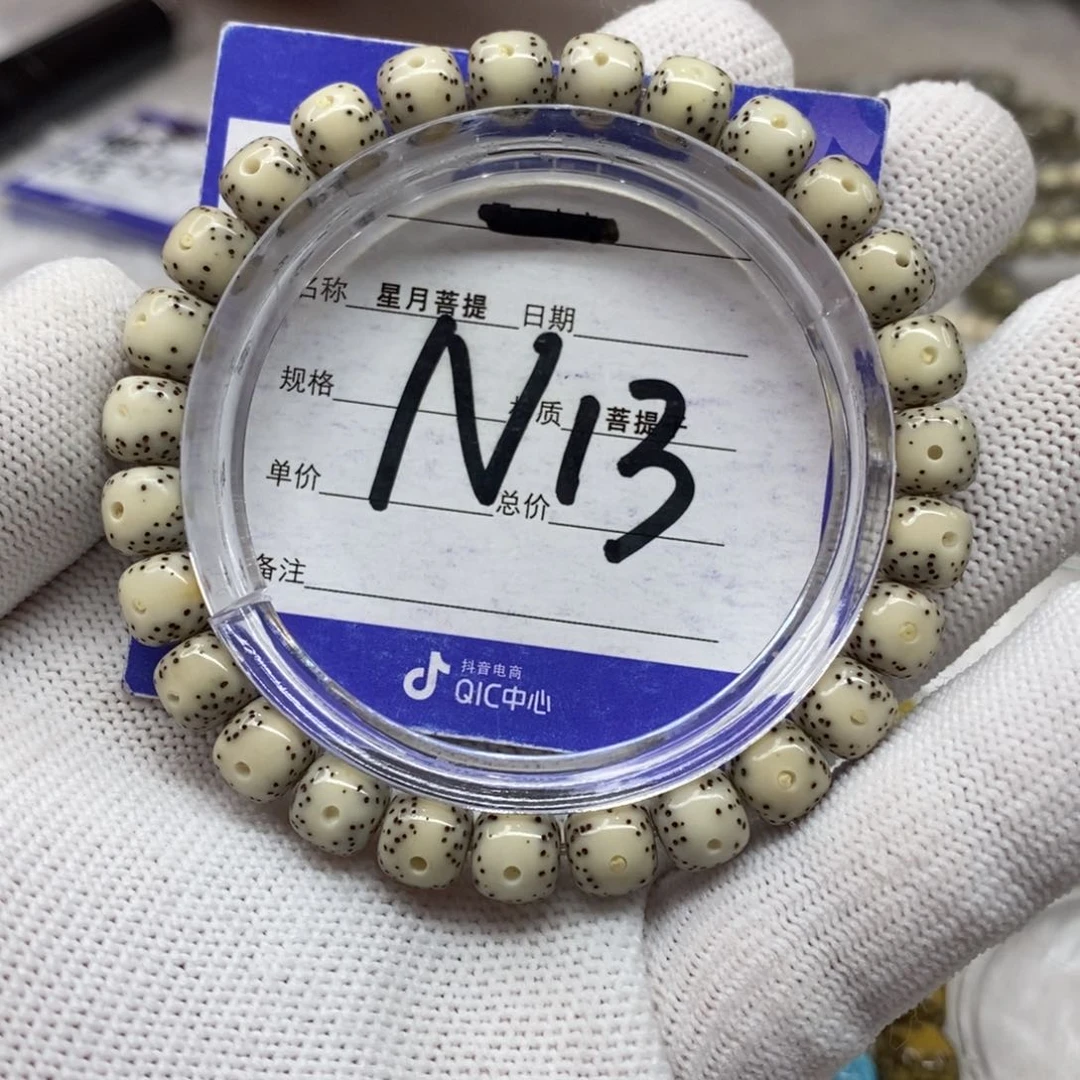 名称 星月菩提 日期
规格 材质 菩提子
单价 总价
备注
N13
抖音电商
QIC中心